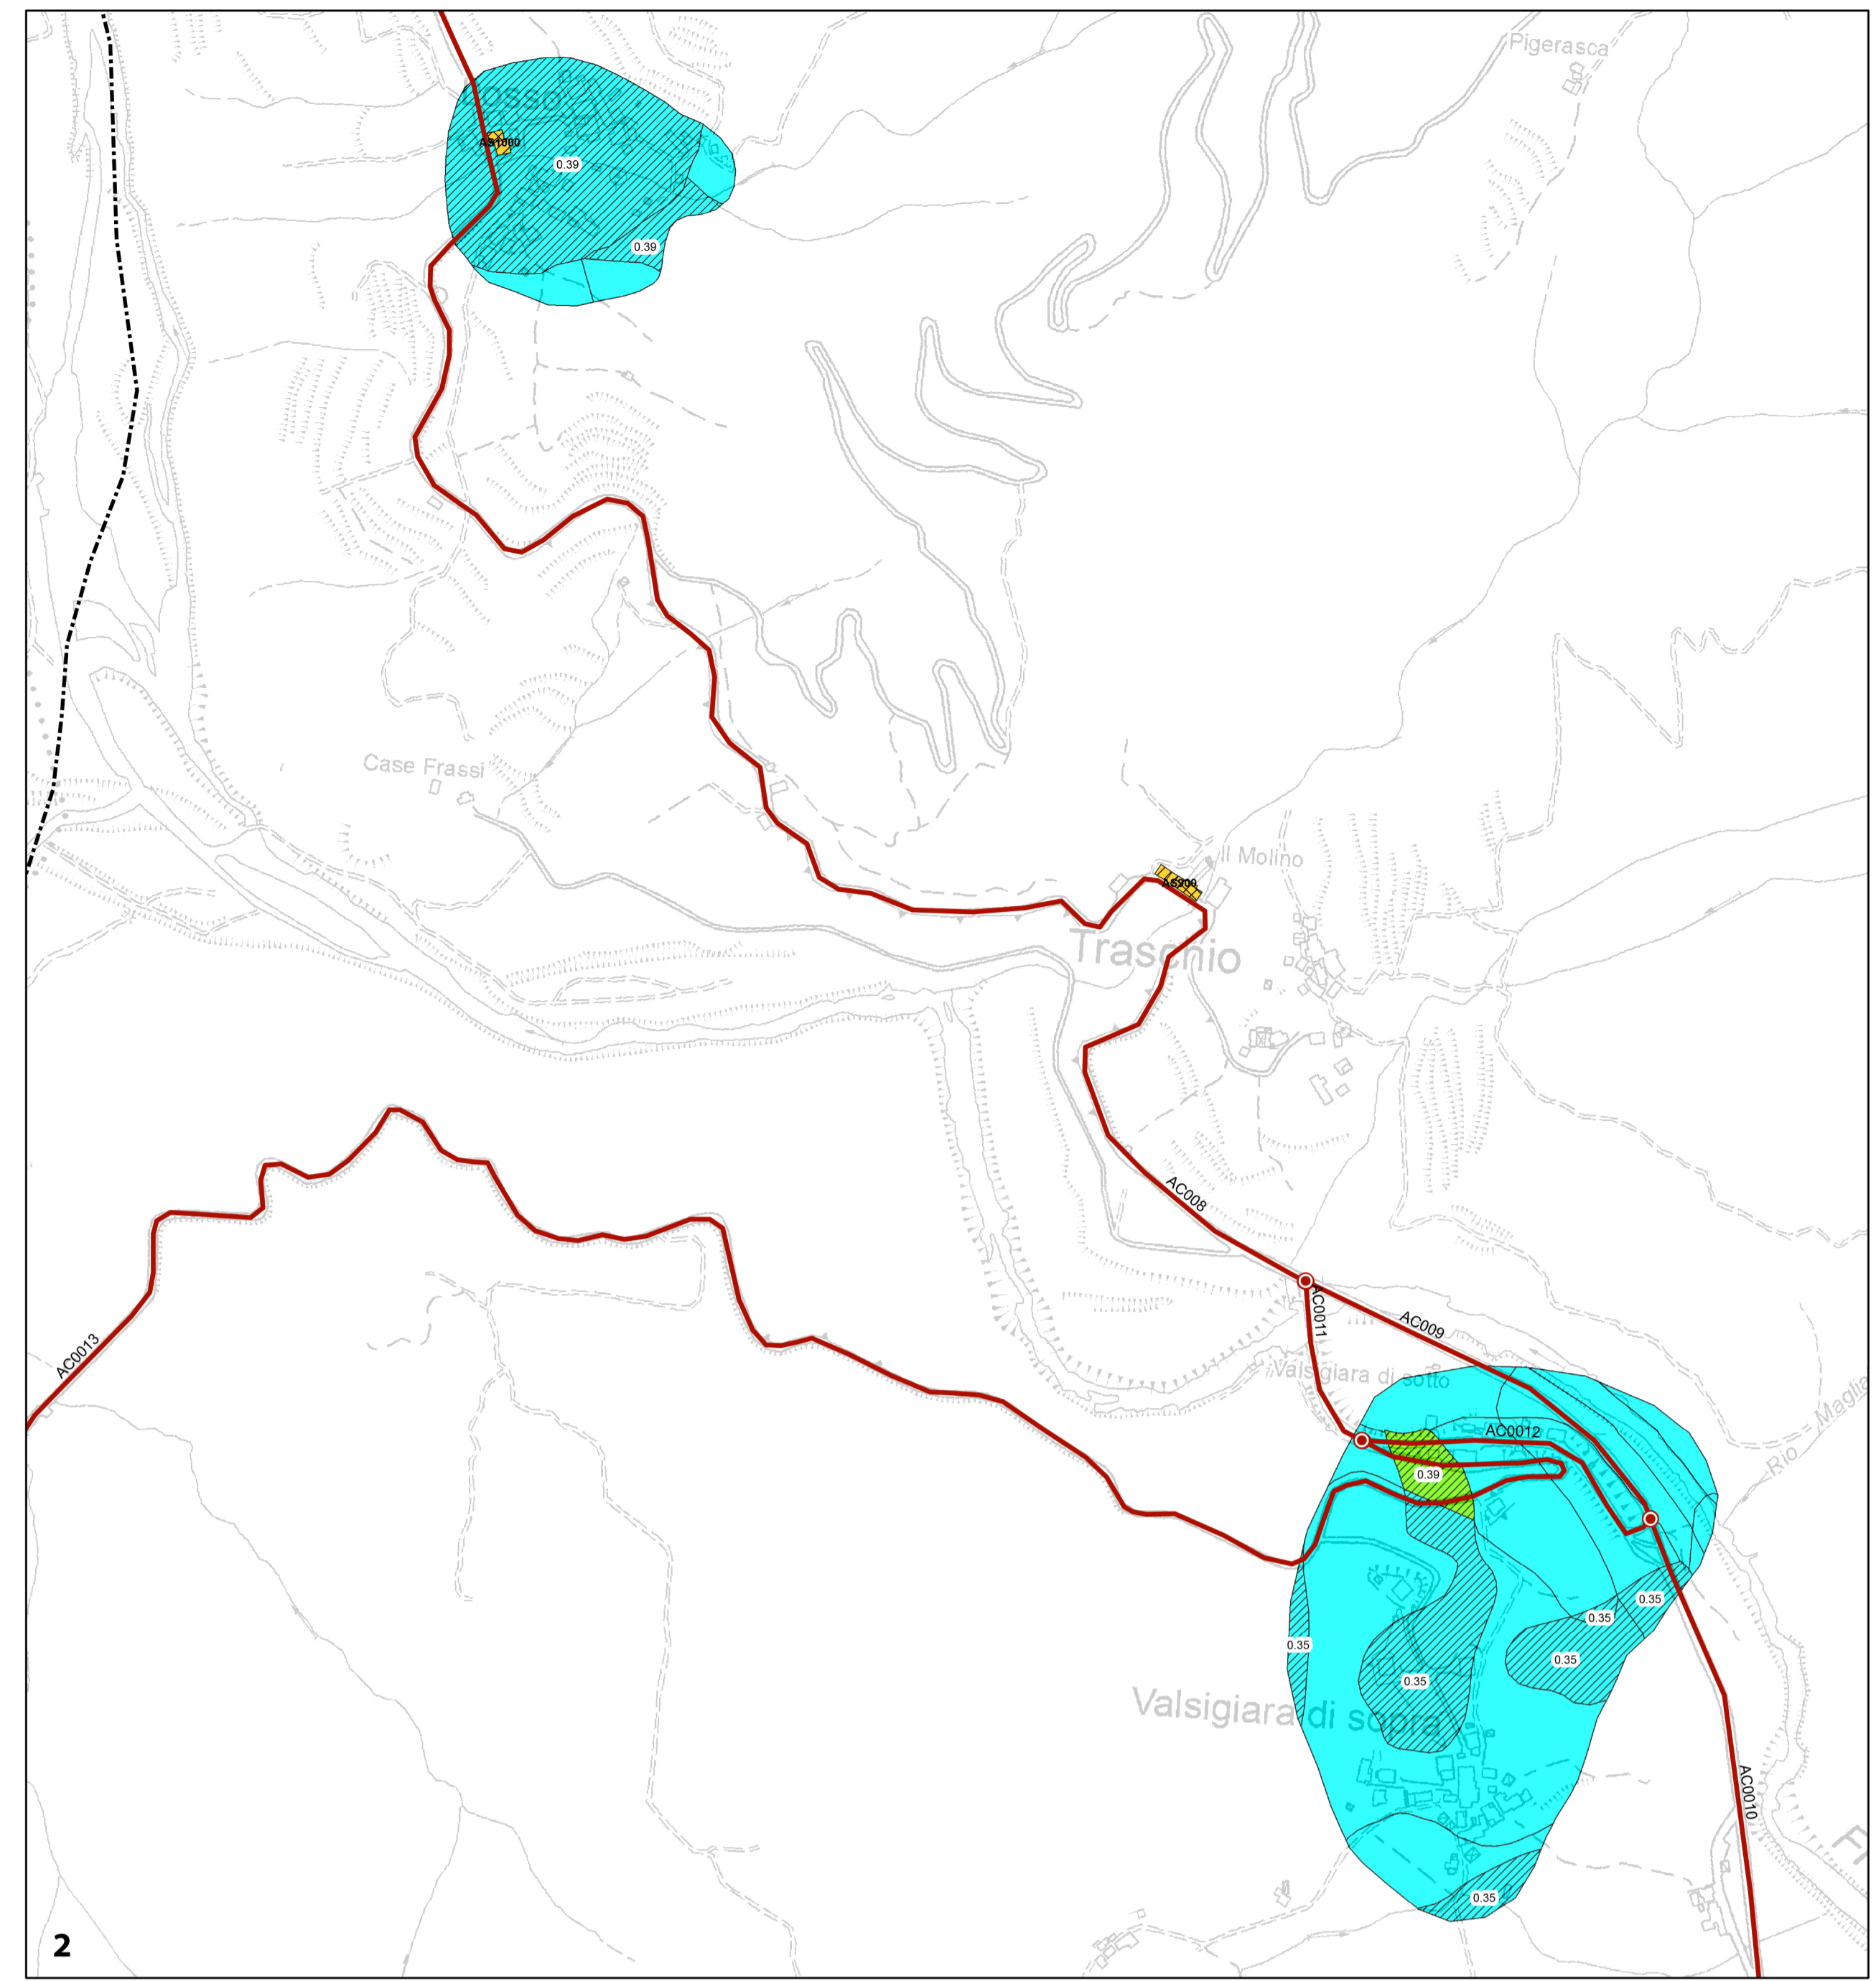 Pigerasca
AS1000
0.39
0.39
Case Frassi
Il Molino
AS900
Traschio
AC008
AC0011
AC009
AC0013
Valsigiara di sotto
AC0012
Rio
0.39
0.35
0.35
0.35
0.35
0.35
Valsigiara di sopra
AC0010
0.35
2